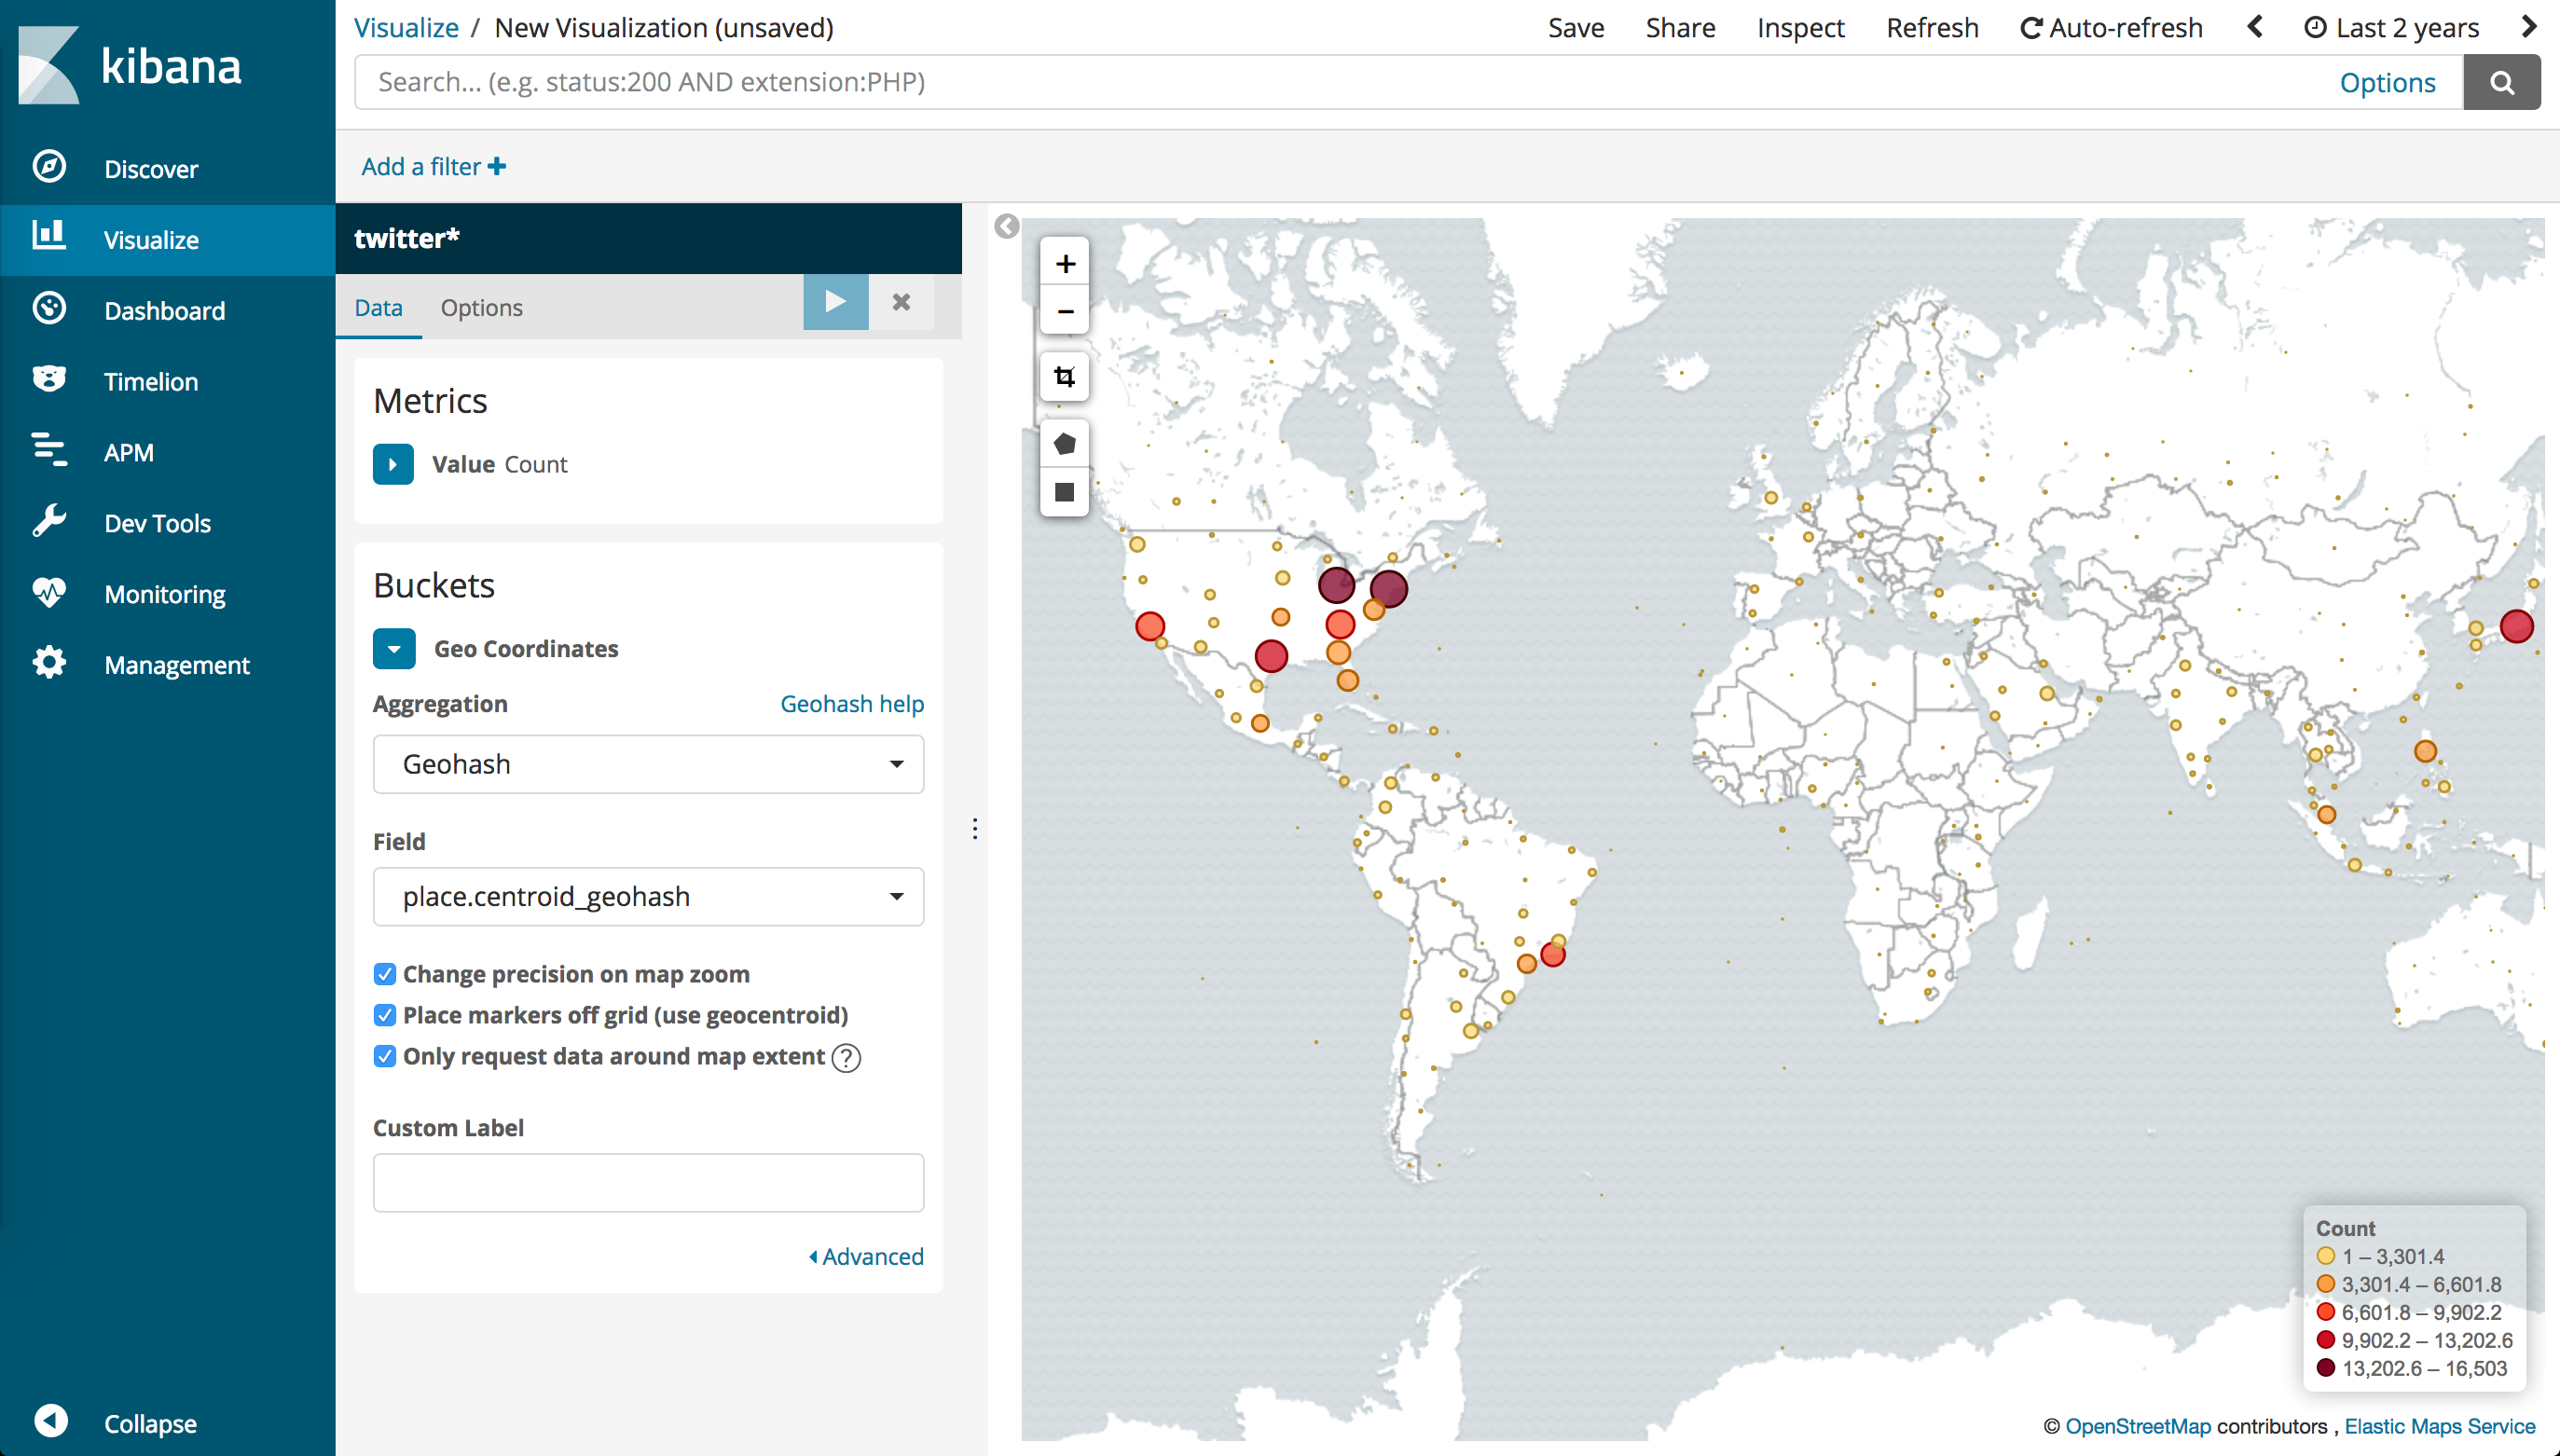 kibana
Discover
Visualize
Dashboard
Timelion
APM
Dev Tools
Monitoring
Management
Collapse
Visualize / New Visualization (unsaved)
Save Share Inspect Refresh Auto-refresh Last 2 years
Search... (e.g. status:200 AND extension:PHP) Options
Add a filter +
twitter*
Data Options
Metrics
Value Count
Buckets
Geo Coordinates
Aggregation Geohash help
Geohash
Field
place.centroid_geohash
Change precision on map zoom
Place markers off grid (use geocentroid)
Only request data around map extent ?
Custom Label
Advanced
+
−
Count
1 – 3,301.4
3,301.4 – 6,601.8
6,601.8 – 9,902.2
9,902.2 – 13,202.6
13,202.6 – 16,503
© OpenStreetMap contributors , Elastic Maps Service